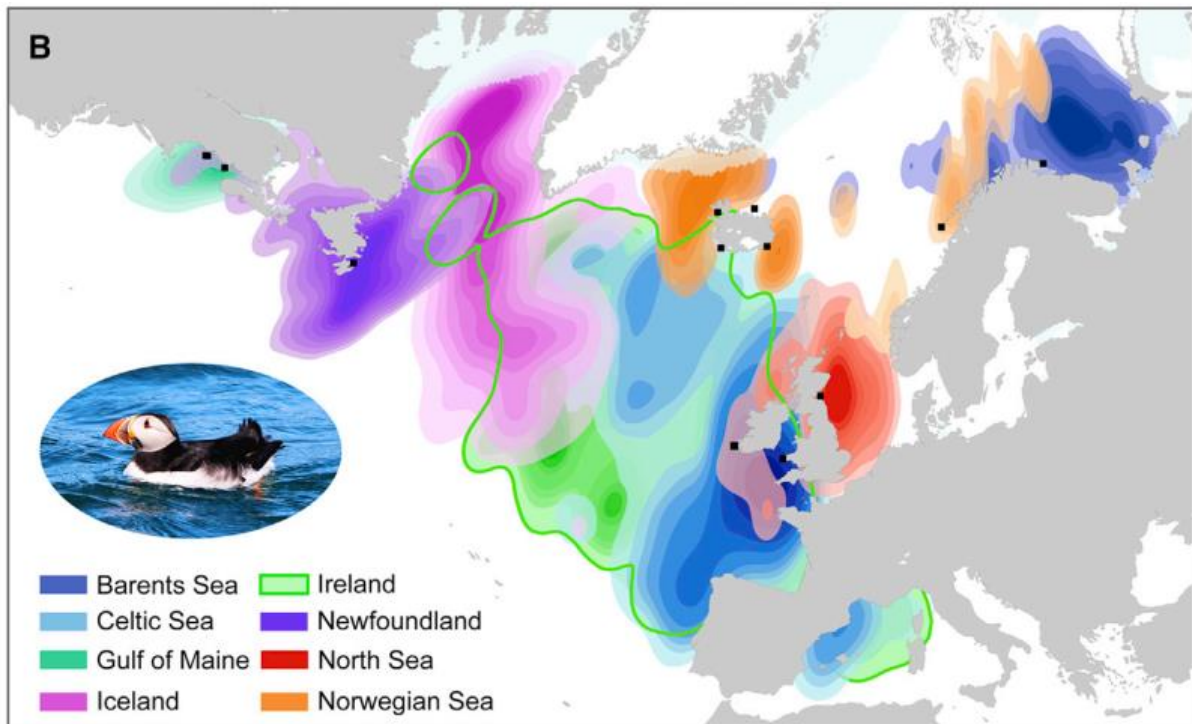 B
Barents Sea
Celtic Sea
Gulf of Maine
Iceland
Ireland
Newfoundland
North Sea
Norwegian Sea